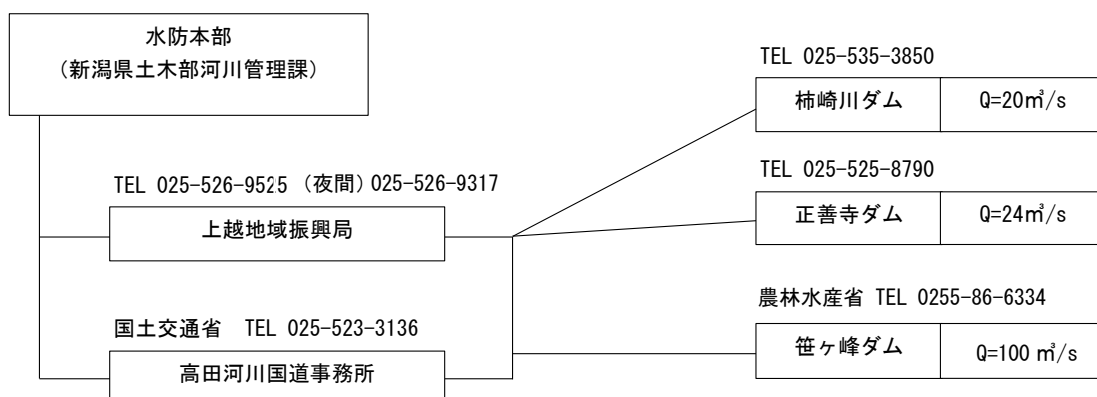 水防本部
(新潟県土木部河川管理課)
TEL 025-526-9525 (夜間) 025-526-9317
上越地域振興局
国土交通省 TEL 025-523-3136
高田河川国道事務所
TEL 025-535-3850
柿崎川ダム Q=20㎥/s
TEL 025-525-8790
正善寺ダム Q=24㎥/s
農林水産省 TEL 0255-86-6334
笹ヶ峰ダム Q=100 ㎥/s